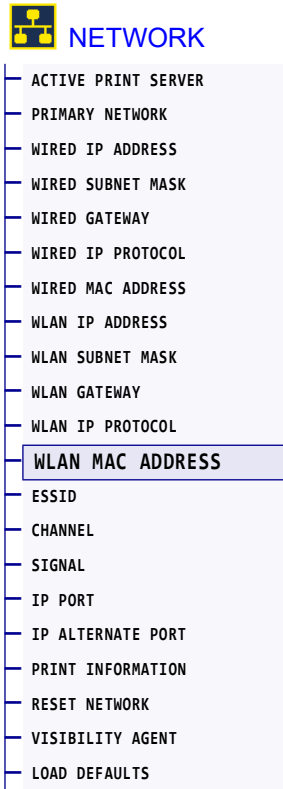 NETWORK
ACTIVE PRINT SERVER
PRIMARY NETWORK
WIRED IP ADDRESS
WIRED SUBNET MASK
WIRED GATEWAY
WIRED IP PROTOCOL
WIRED MAC ADDRESS
WLAN IP ADDRESS
WLAN SUBNET MASK
WLAN GATEWAY
WLAN IP PROTOCOL
WLAN MAC ADDRESS
ESSID
CHANNEL
SIGNAL
IP PORT
IP ALTERNATE PORT
PRINT INFORMATION
RESET NETWORK
VISIBILITY AGENT
LOAD DEFAULTS